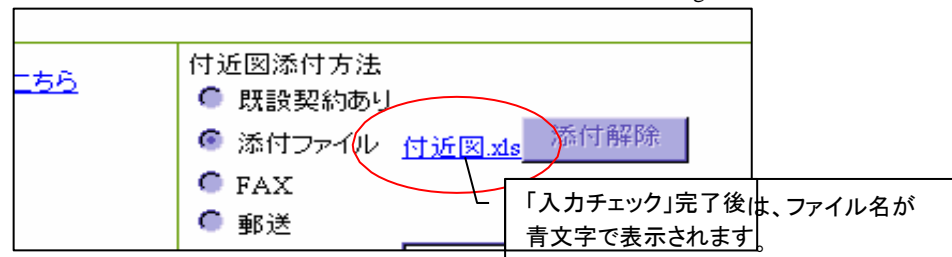 こちら
付近図添付方法
既設契約あり
添付ファイル 付近図.xls 添付解除
FAX
郵送
「入力チェック」完了後は、ファイル名が
青文字で表示されます。